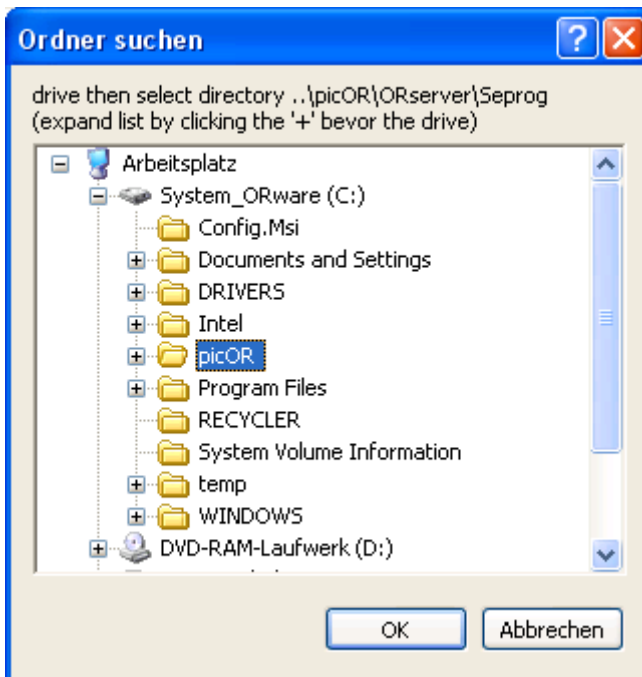 Ordner suchen
drive then select directory ..\picOR\ORserver\Seprog
(expand list by clicking the '+' bevor the drive)
Arbeitsplatz
System_ORware (C:)
Config.Msi
Documents and Settings
DRIVERS
Intel
picOR
Program Files
RECYCLER
System Volume Information
temp
WINDOWS
DVD-RAM-Laufwerk (D:)
OK Abbrechen